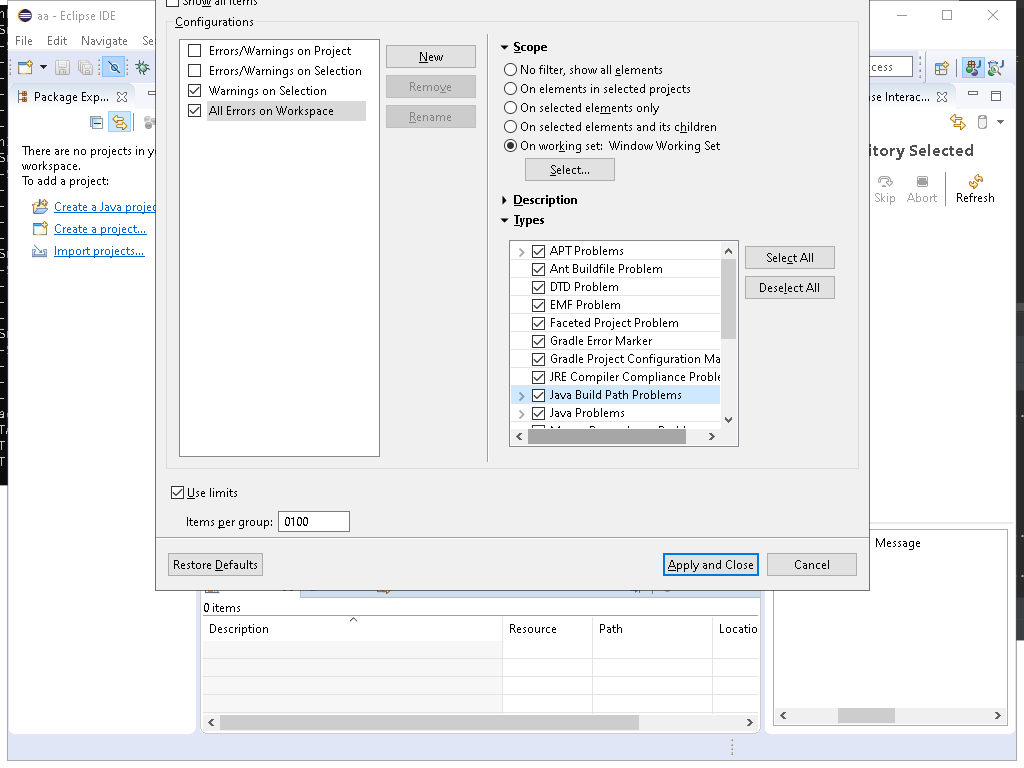 Show all items
aa - Eclipse IDE
Configurations
File Edit Navigate Se
Errors/Warnings on Project
Errors/Warnings on Selection
Warnings on Selection
All Errors on Workspace
New
Remove
Rename
Scope
No filter, show all elements
On elements in selected projects
On selected elements only
On selected elements and its children
On working set: Window Working Set
Select...
Description
Types
APT Problems
Ant Buildfile Problem
DTD Problem
EMF Problem
Faceted Project Problem
Gradle Error Marker
Gradle Project Configuration Ma
JRE Compiler Compliance Proble
Java Build Path Problems
Java Problems
Select All
Deselect All
Use limits
Items per group: 0100
Restore Defaults
Apply and Close
Cancel
Package Exp...
There are no projects in y
workspace.
To add a project:
Create a Java projec
Create a project...
Import projects...
cess
se Interac...
itory Selected
Skip Abort Refresh
Message
0 items
Description Resource Path Locatio